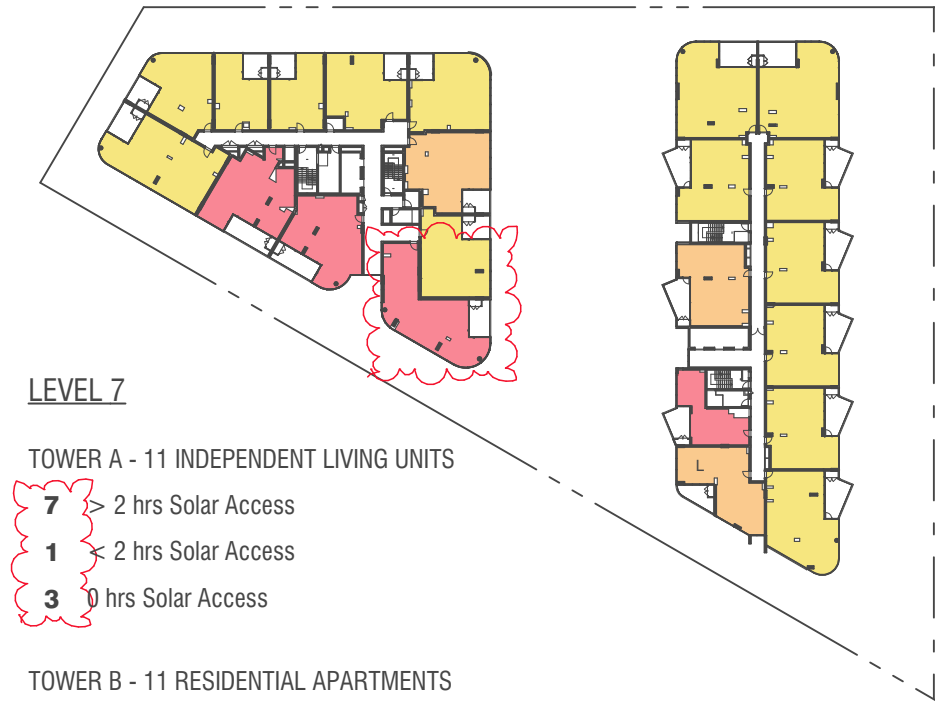 L
LEVEL 7
TOWER A - 11 INDEPENDENT LIVING UNITS
7 > 2 hrs Solar Access
1 < 2 hrs Solar Access
3 0 hrs Solar Access
TOWER B - 11 RESIDENTIAL APARTMENTS